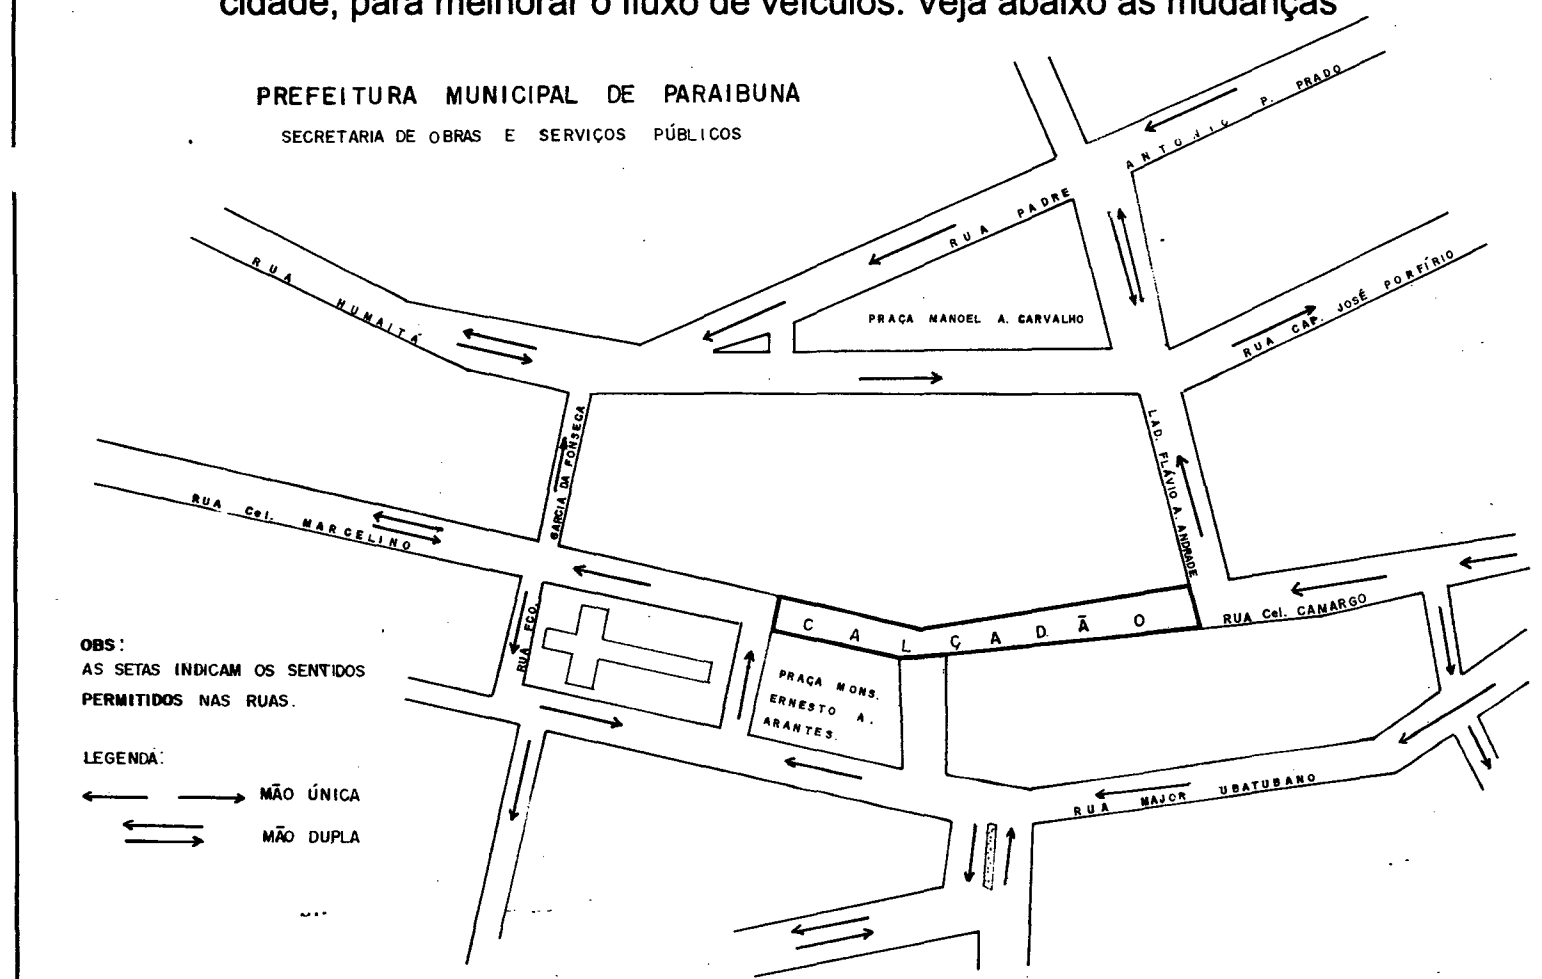 cidade, para melhorar o fluxo de veículos. Veja abaixo as mudanças
PREFEITURA MUNICIPAL DE PARAIBUNA
SECRETARIA DE OBRAS E SERVIÇOS PÚBLICOS
RUA PADRE ANTONIO P. PRADO
RUA HUMAITÁ
PRAÇA MANOEL A. CARVALHO
RUA CAP. JOSÉ PORFÍRIO
GARCIA DA FONSECA
LAD. FLÁVIO A. ANDRADE
RUA Cel. MARCELINO
RUA FCO.
CALÇADÃO
RUA Cel. CAMARGO
PRAÇA MONS.
ERNESTO A.
ARANTES.
RUA MAJOR UBATUBANO
OBS:
AS SETAS INDICAM OS SENTIDOS
PERMITIDOS NAS RUAS.
LEGENDA:
MÃO ÚNICA
MÃO DUPLA